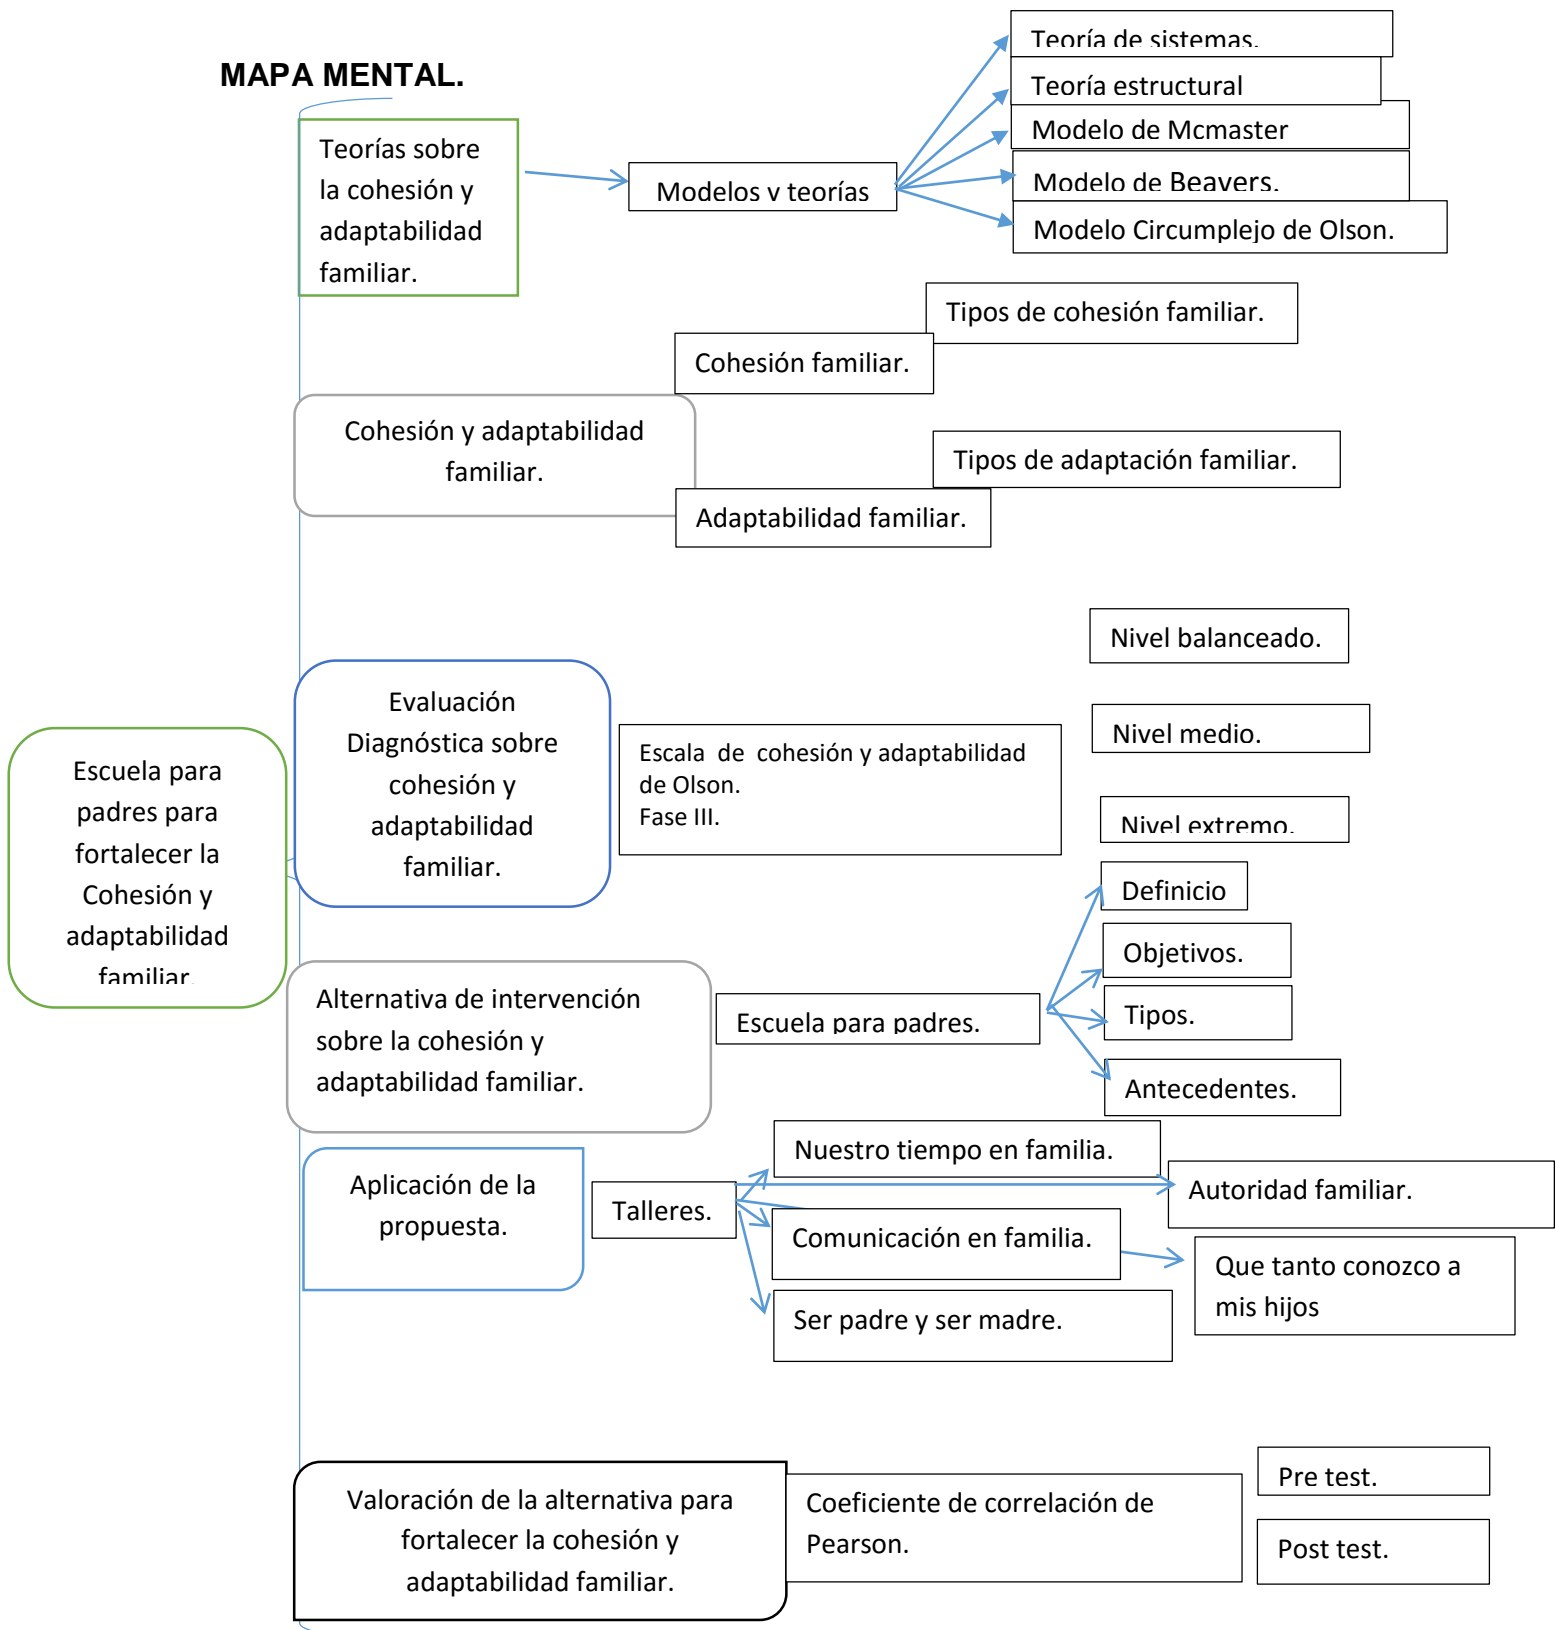 MAPA MENTAL.
Teoría de sistemas.
Teoría estructural
Modelo de Mcmaster
Modelo de Beavers.
Modelo Circumplejo de Olson.
Teorías sobre
la cohesión y
adaptabilidad
familiar.
Modelos y teorías
Tipos de cohesión familiar.
Cohesión familiar.
Cohesión y adaptabilidad
familiar.
Tipos de adaptación familiar.
Adaptabilidad familiar.
Nivel balanceado.
Nivel medio.
Nivel extremo.
Evaluación
Diagnóstica sobre
cohesión y
adaptabilidad
familiar.
Escala de cohesión y adaptabilidad
de Olson.
Fase III.
Escuela para
padres para
fortalecer la
Cohesión y
adaptabilidad
familiar.
Definicio
Objetivos.
Tipos.
Antecedentes.
Alternativa de intervención
sobre la cohesión y
adaptabilidad familiar.
Escuela para padres.
Nuestro tiempo en familia.
Autoridad familiar.
Aplicación de la
propuesta.
Talleres.
Comunicación en familia.
Que tanto conozco a
mis hijos
Ser padre y ser madre.
Valoración de la alternativa para
fortalecer la cohesión y
adaptabilidad familiar.
Coeficiente de correlación de
Pearson.
Pre test.
Post test.